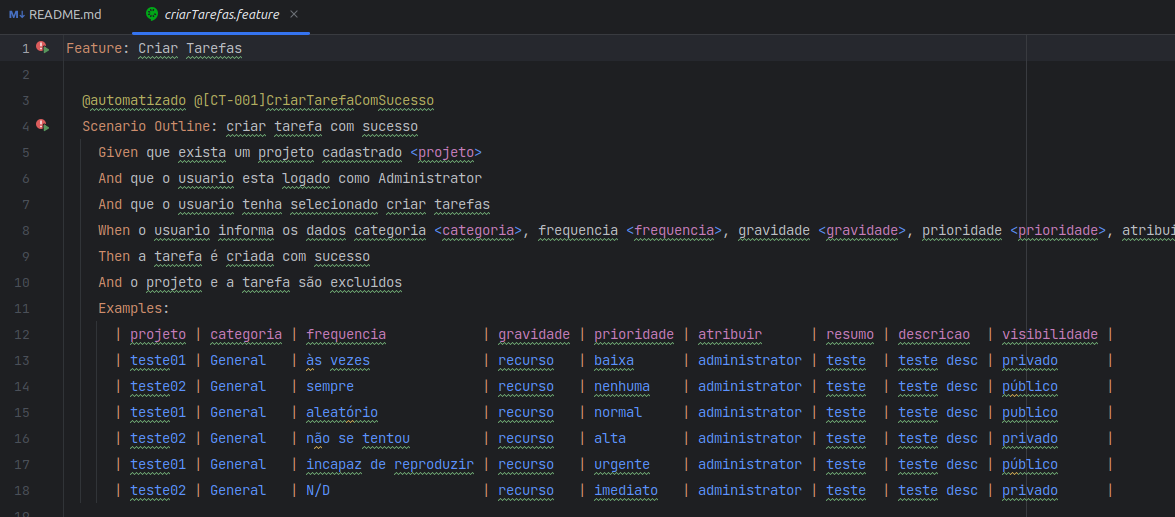 README.md criarTarefas.feature
1 Feature: Criar Tarefas
2
3 @automatizado @[CT-001]CriarTarefaComSucesso
4 Scenario Outline: criar tarefa com sucesso
5 Given que exista um projeto cadastrado <projeto>
6 And que o usuario esta logado como Administrator
7 And que o usuario tenha selecionado criar tarefas
8 When o usuario informa os dados categoria <categoria>, frequencia <frequencia>, gravidade <gravidade>, prioridade <prioridade>, atribui
9 Then a tarefa é criada com sucesso
10 And o projeto e a tarefa são excluidos
11 Examples:
12 | projeto | categoria | frequencia | gravidade | prioridade | atribuir | resumo | descricao | visibilidade |
13 | teste01 | General | às vezes | recurso | baixa | administrator | teste | teste desc | privado |
14 | teste02 | General | sempre | recurso | nenhuma | administrator | teste | teste desc | público |
15 | teste01 | General | aleatório | recurso | normal | administrator | teste | teste desc | publico |
16 | teste02 | General | não se tentou | recurso | alta | administrator | teste | teste desc | privado |
17 | teste01 | General | incapaz de reproduzir | recurso | urgente | administrator | teste | teste desc | público |
18 | teste02 | General | N/D | recurso | imediato | administrator | teste | teste desc | privado |